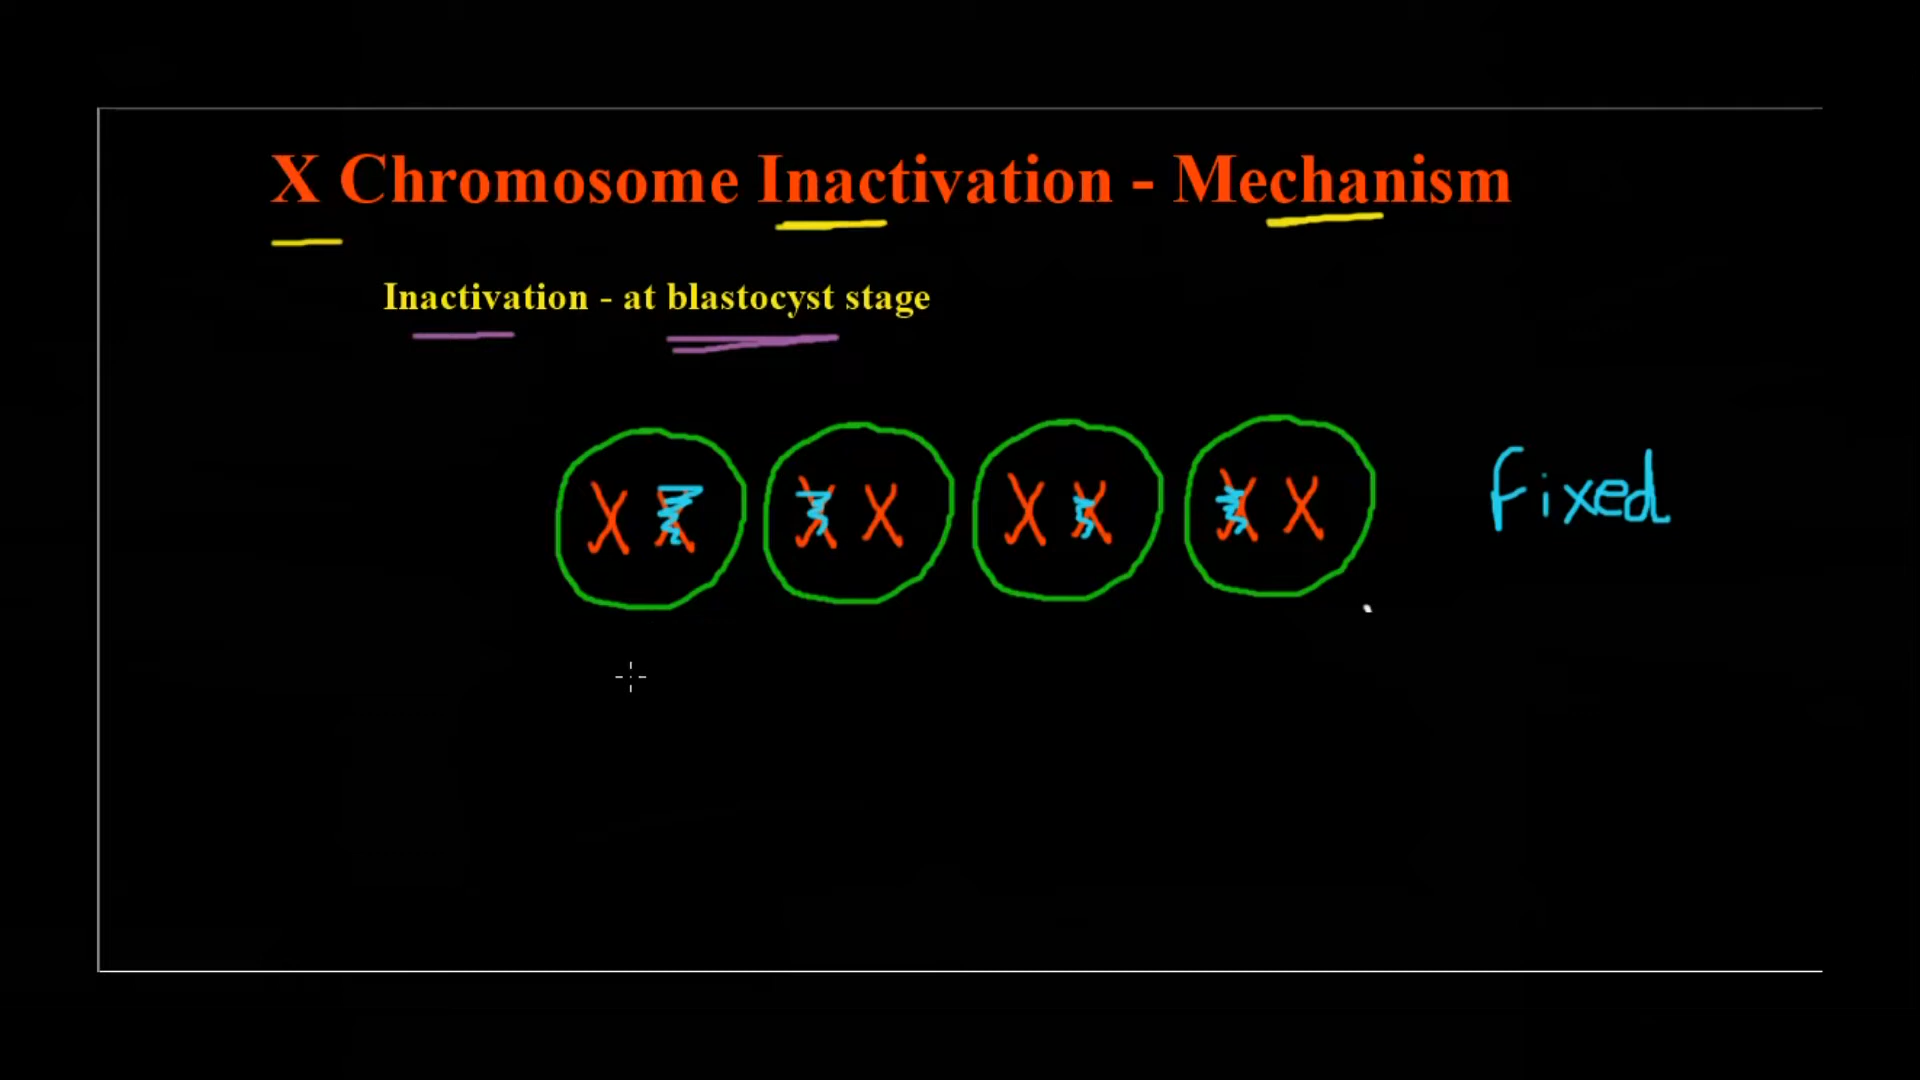 X Chromosome Inactivation - Mechanism
Inactivation - at blastocyst stage
X X X X X X X X
Fixed